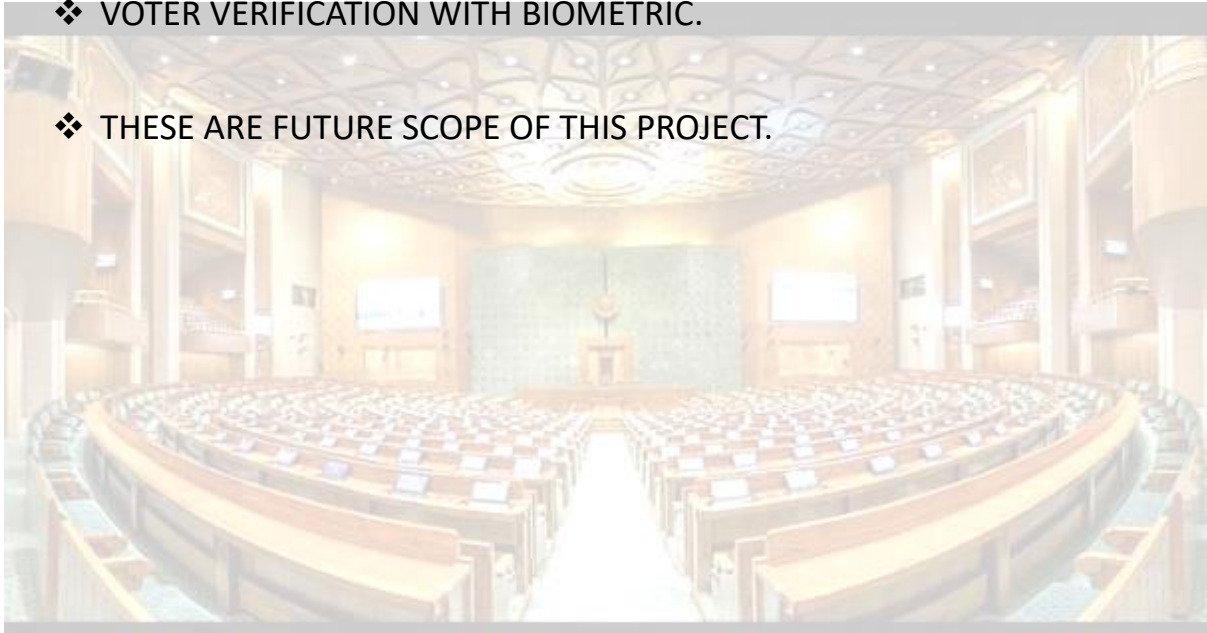 ❖ VOTER VERIFICATION WITH BIOMETRIC.
❖ THESE ARE FUTURE SCOPE OF THIS PROJECT.